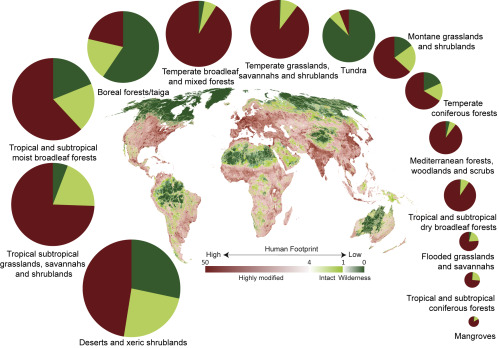 Temperate broadleaf
and mixed forests
Temperate grasslands,
savannahs and shrublands
Tundra
Montane grasslands
and shrublands
Boreal forests/taiga
Temperate
coniferous forests
Tropical and subtropical
moist broadleaf forests
Mediterranean forests,
woodlands and scrubs
Tropical and subtropical
dry broadleaf forests
Tropical subtropical
grasslands, savannahs
and shrublands
Flooded grasslands
and savannahs
Tropical and subtropical
coniferous forests
Mangroves
Deserts and xeric shrublands
Human Footprint
High
Low
50 4 1 0
Highly modified Intact Wilderness